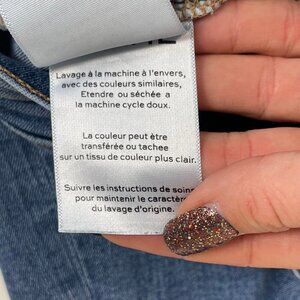 Lavage à la machine à l'envers,
avec des couleurs similaires,
Etendre ou séchée a
la machine cycle doux.
La couleur peut être
transférée ou tachee
sur un tissu de couleur plus clair.
Suivre les instructions de soins
pour maintenir le caractère
du lavage d'origine.